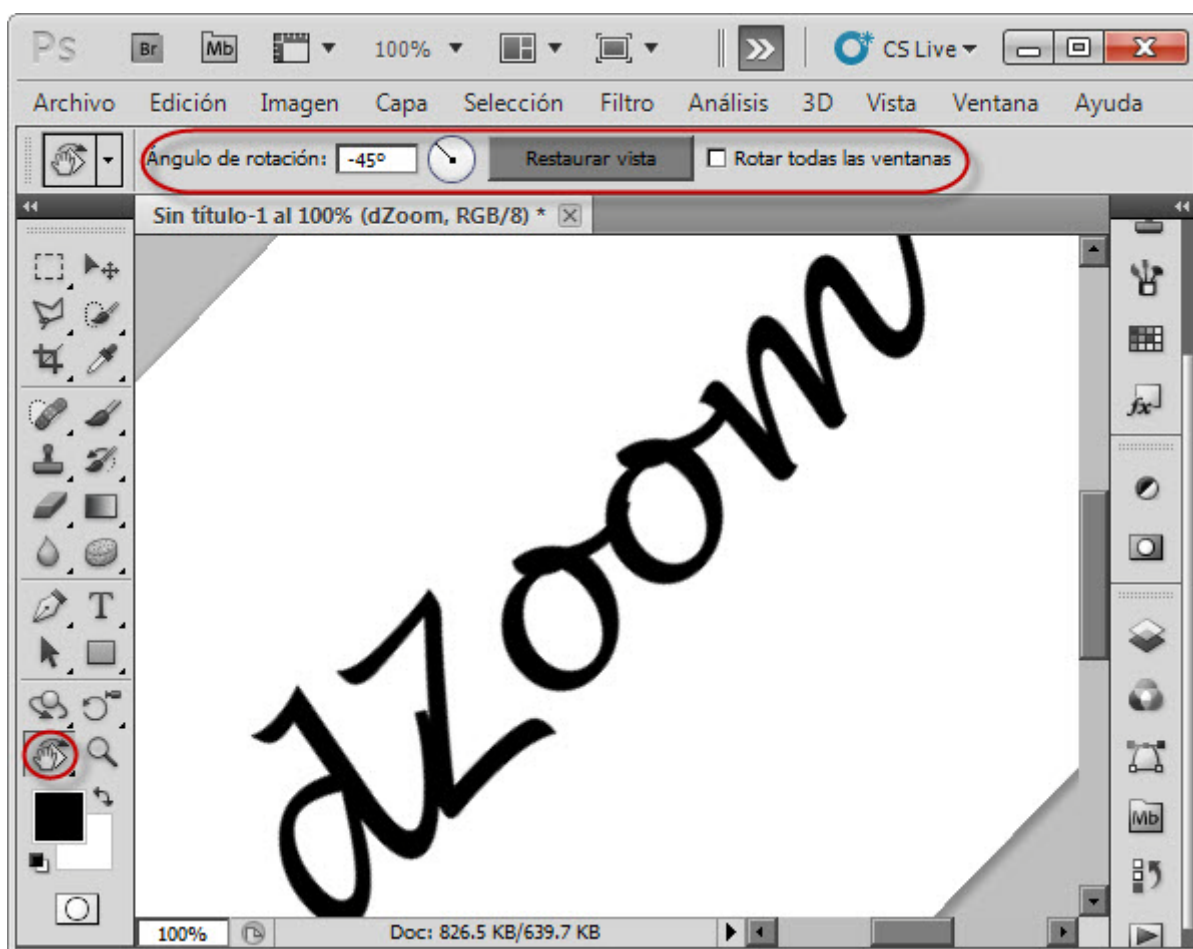 Ps Br Mb 100% CS Live
Archivo Edición Imagen Capa Selección Filtro Análisis 3D Vista Ventana Ayuda
Ángulo de rotación: -45º Restaurar vista Rotar todas las ventanas
Sin título-1 al 100% (dZoom, RGB/8) *
dZoom
T
fx
Mb
100% Doc: 826.5 KB/639.7 KB